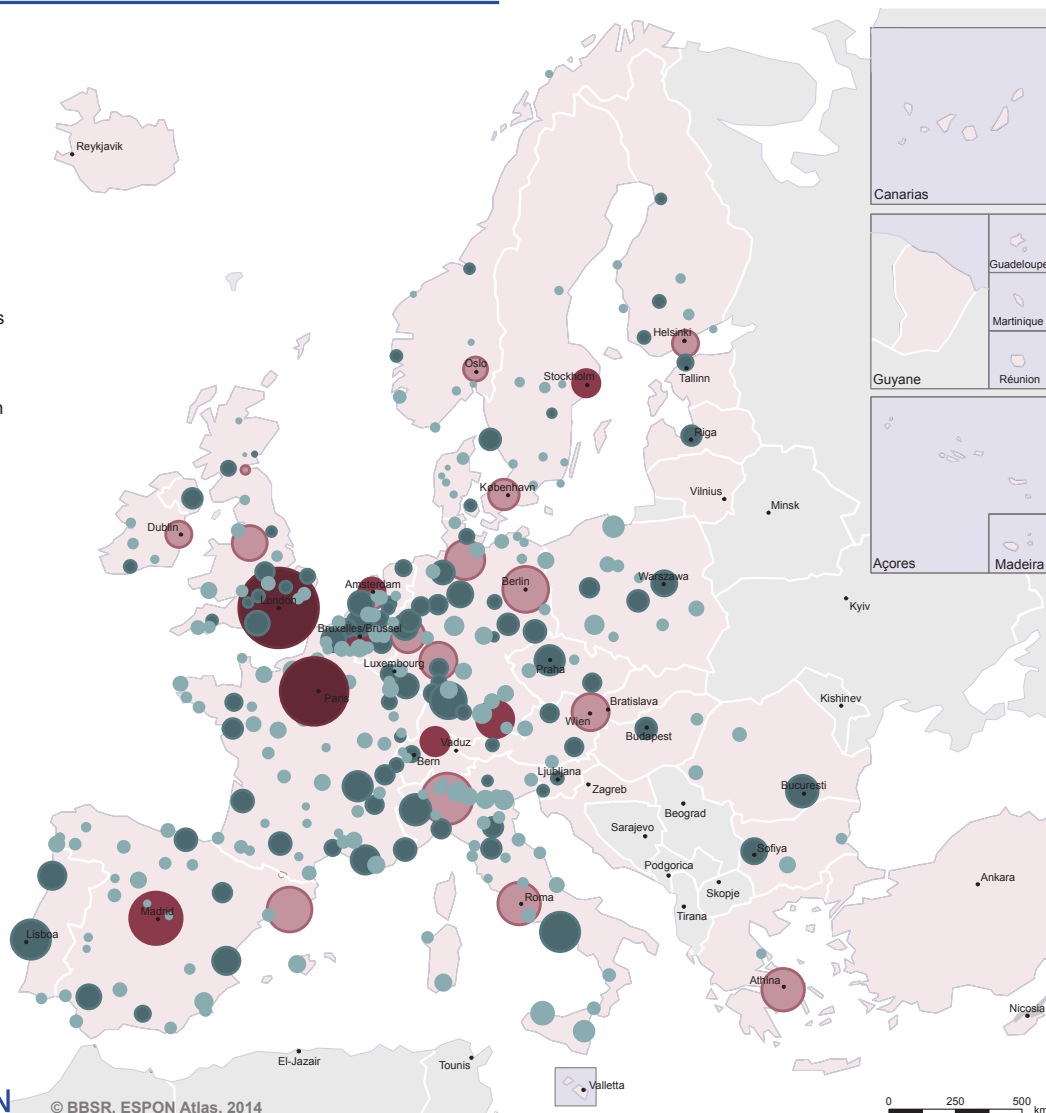 Reykjavik
Canarias
Guadeloupe
Martinique
Guyane
Réunion
s
n
Helsinki
Oslo
Stockholm
Tallinn
Riga
Açores
Madeira
København
Vilnius
Minsk
Dublin
Amsterdam
Berlin
Warszawa
London
Kyiv
Bruxelles/Brussel
Luxembourg
Praha
Paris
Kishinev
Bratislava
Wien
Budapest
Vaduz
Bern
Ljubljana
Zagreb
Bucuresti
Beograd
Sarajevo
Sofiya
Podgorica
Skopje
Ankara
Roma
Madrid
Tirana
Lisboa
Athina
Nicosia
El-Jazair
Tounis
Valletta
N
© BBSR, ESPON Atlas, 2014
0 250 500
km